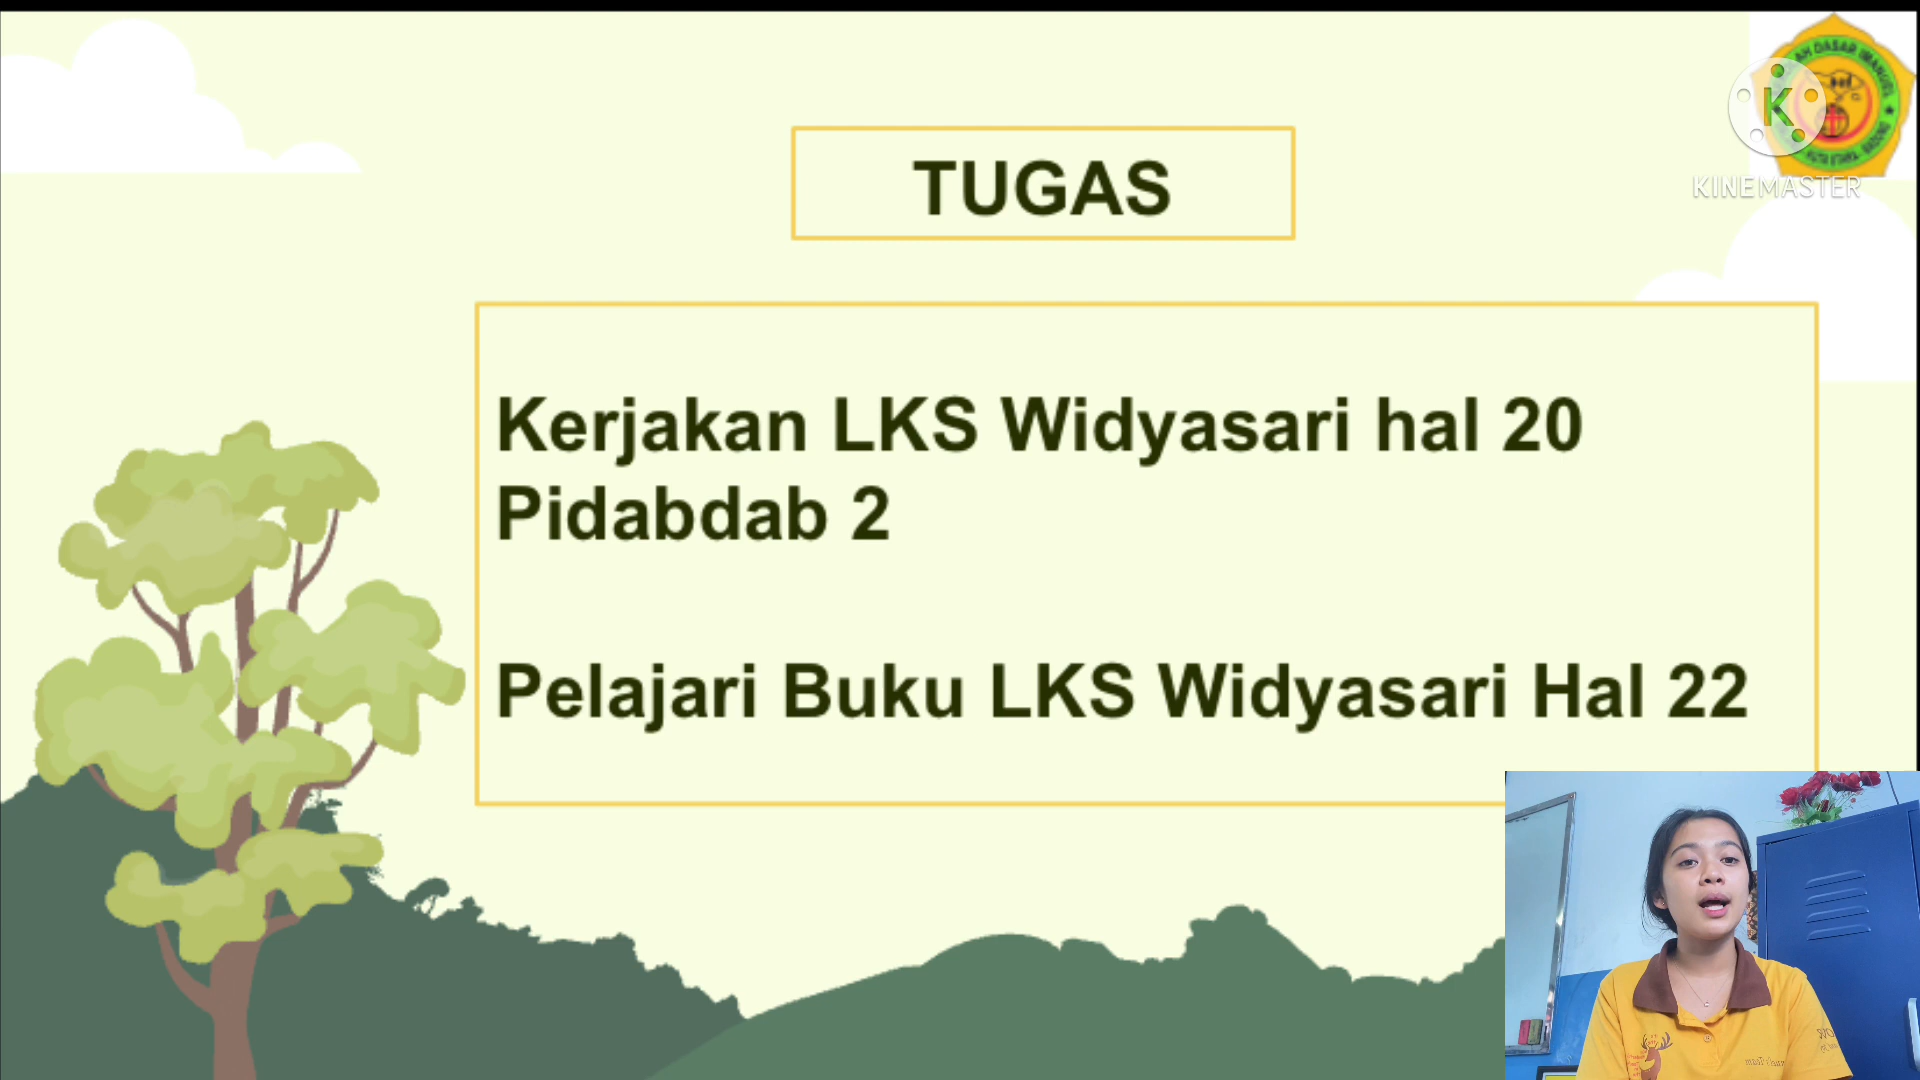 TUGAS
Kerjakan LKS Widyasari hal 20
Pidabdab 2
Pelajari Buku LKS Widyasari Hal 22
K
KINEMASTER